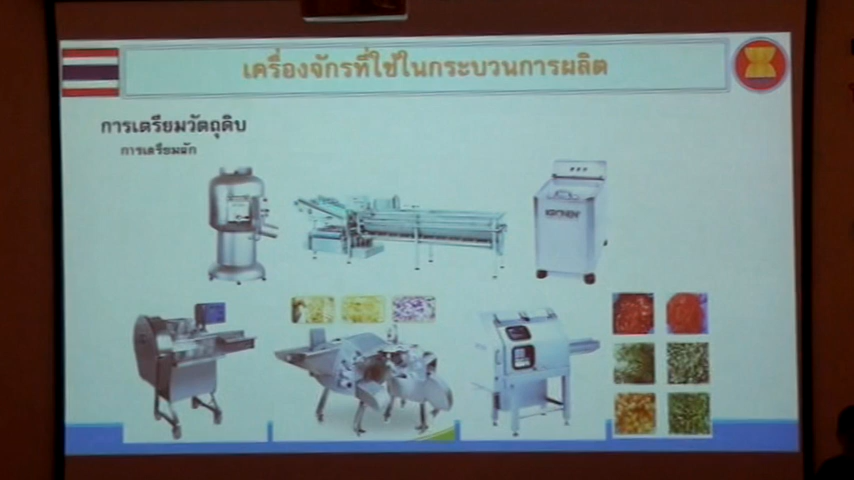 เครื่องจักรที่ใช้ในกระบวนการผลิต
การเตรียมวัตถุดิบ
การเตรียมผัก